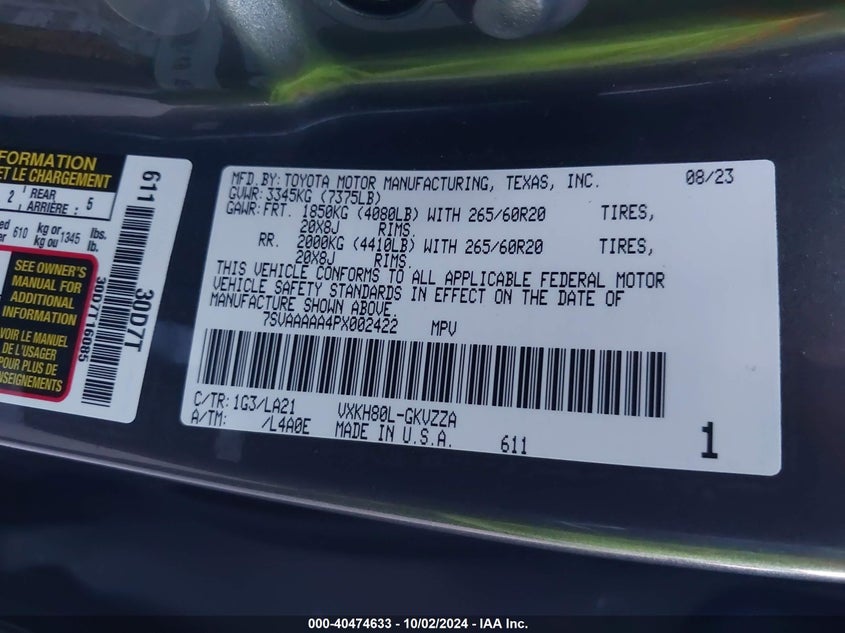 FORMATION
ET LE CHARGEMENT
2 REAR ARRIÈRE : 5
610 kg or kg ou 1345 lbs. lb.
SEE OWNER'S
MANUAL FOR
ADDITIONAL
INFORMATION
LE MANUEL
DE L'USAGER
POUR PLUS DE
611
30D7T
30D7T16085
MFD.BY:TOYOTA MOTOR MANUFACTURING, TEXAS, INC. 08/23
GVWR: 3345KG (7375LB)
GAWR:FRT. 1850KG (4080LB) WITH 265/60R20 TIRES,
20X8J RIMS.
RR. 2000KG (4410LB) WITH 265/60R20 TIRES,
20X8J RIMS.
THIS VEHICLE CONFORMS TO ALL APPLICABLE FEDERAL MOTOR
VEHICLE SAFETY STANDARDS IN EFFECT ON THE DATE OF
MANUFACTURE SHOWN ABOVE.
7SVAAAAA4PX002422 MPV
C/TR:1G3/LA21 VXKH80L-GKVZZA
A/TM: /L4A0E MADE IN U.S.A. 611 1
000-40474633 - 10/02/2024 - IAA Inc.